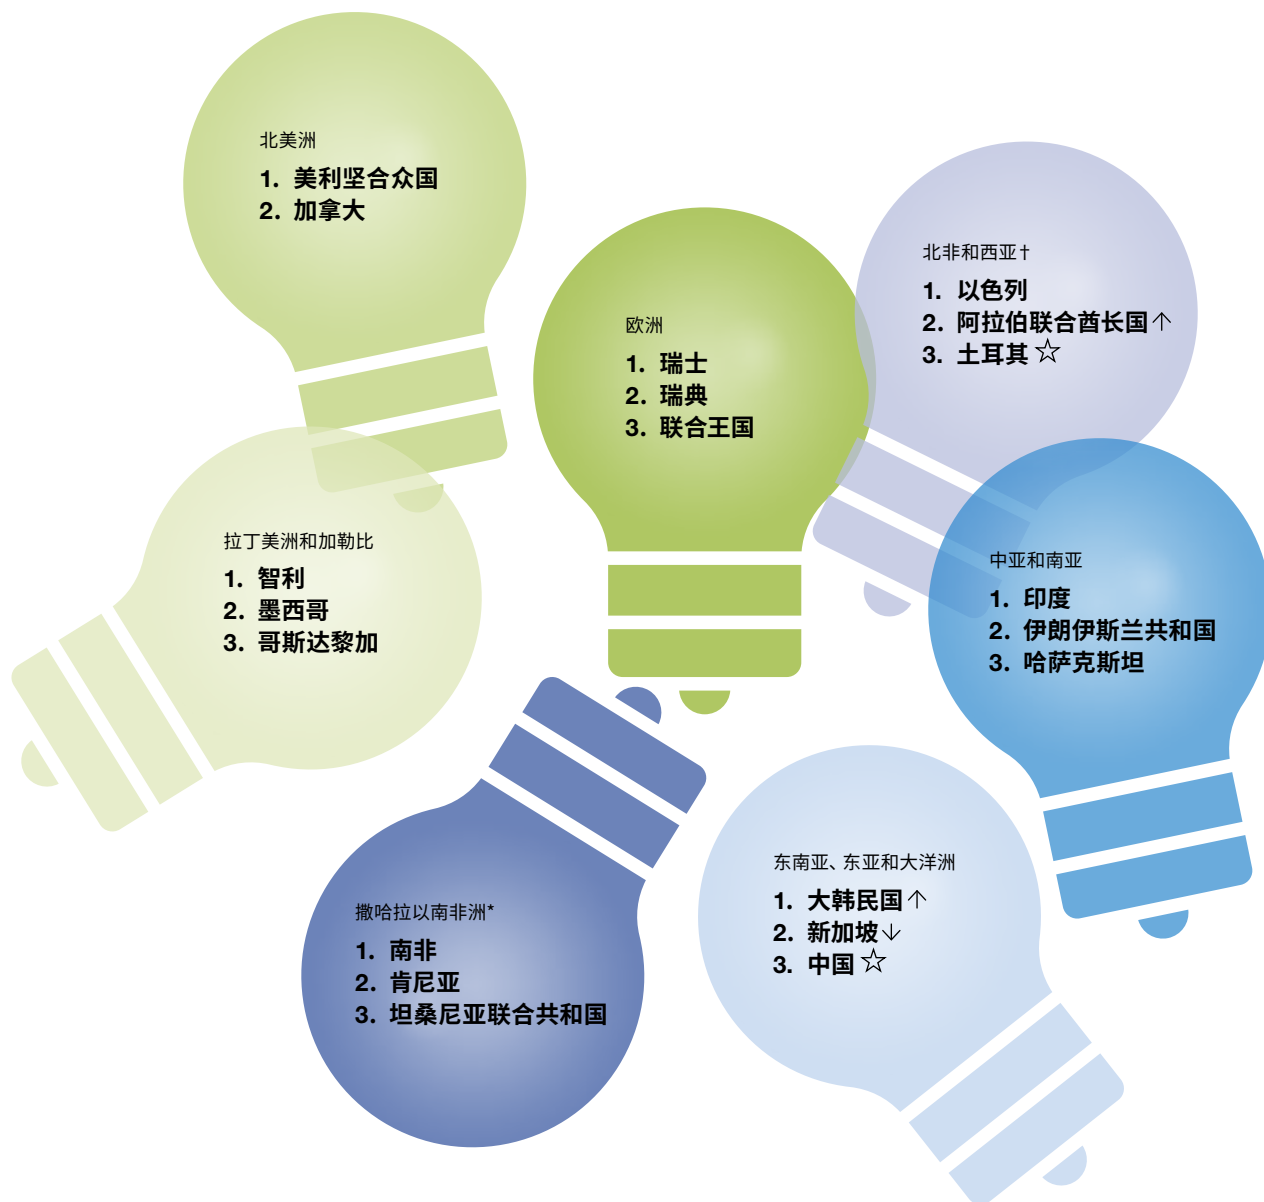 北美洲
1. 美利坚合众国
2. 加拿大
北非和西亚†
1. 以色列
2. 阿拉伯联合酋长国↑
3. 土耳其☆
欧洲
1. 瑞士
2. 瑞典
3. 联合王国
拉丁美洲和加勒比
1. 智利
2. 墨西哥
3. 哥斯达黎加
中亚和南亚
1. 印度
2. 伊朗伊斯兰共和国
3. 哈萨克斯坦
撒哈拉以南非洲*
1. 南非
2. 肯尼亚
3. 坦桑尼亚联合共和国
东南亚、东亚和大洋洲
1. 大韩民国↑
2. 新加坡↓
3. 中国☆